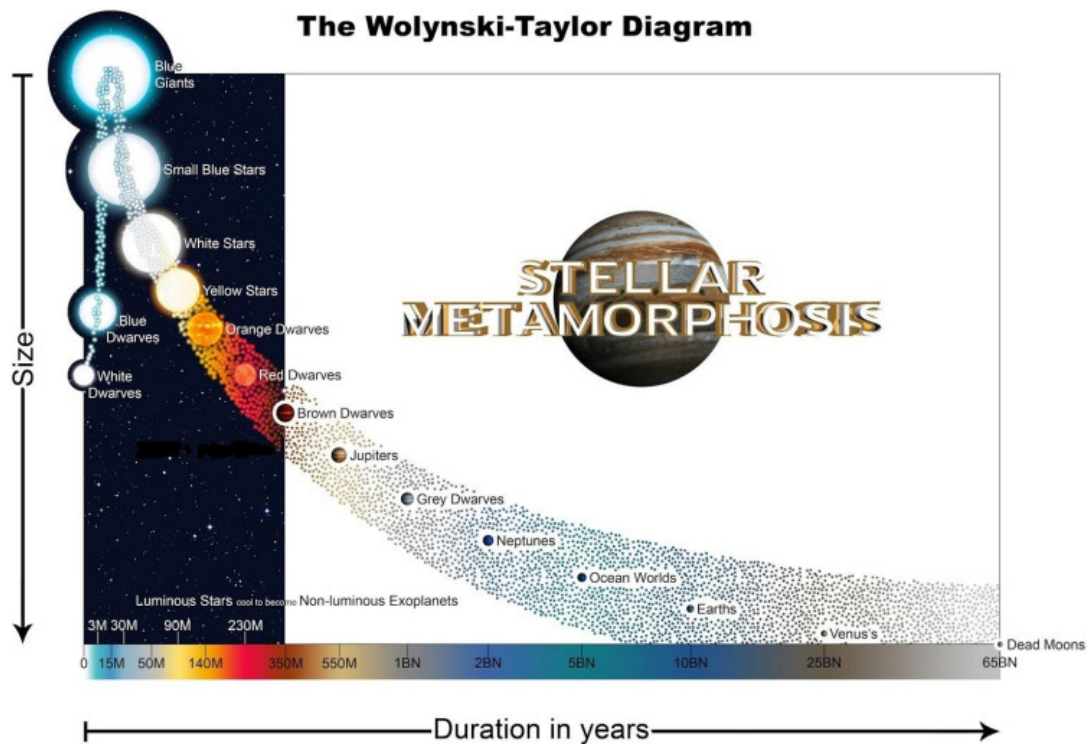 The Wolynski-Taylor Diagram
Size
Blue
Giants
Small Blue Stars
White Stars
Yellow Stars
Blue
Dwarves
Orange Dwarves
White
Dwarves
Red Dwarves
Brown Dwarves
Jupiters
Grey Dwarves
Neptunes
Ocean Worlds
Earths
Venus's
Dead Moons
STELLAR
METAMORPHOSIS
Luminous Stars cool to become Non-luminous Exoplanets
3M 30M 90M 230M
0 15M 50M 140M 350M 550M 1BN 2BN 5BN 10BN 25BN 65BN
Duration in years